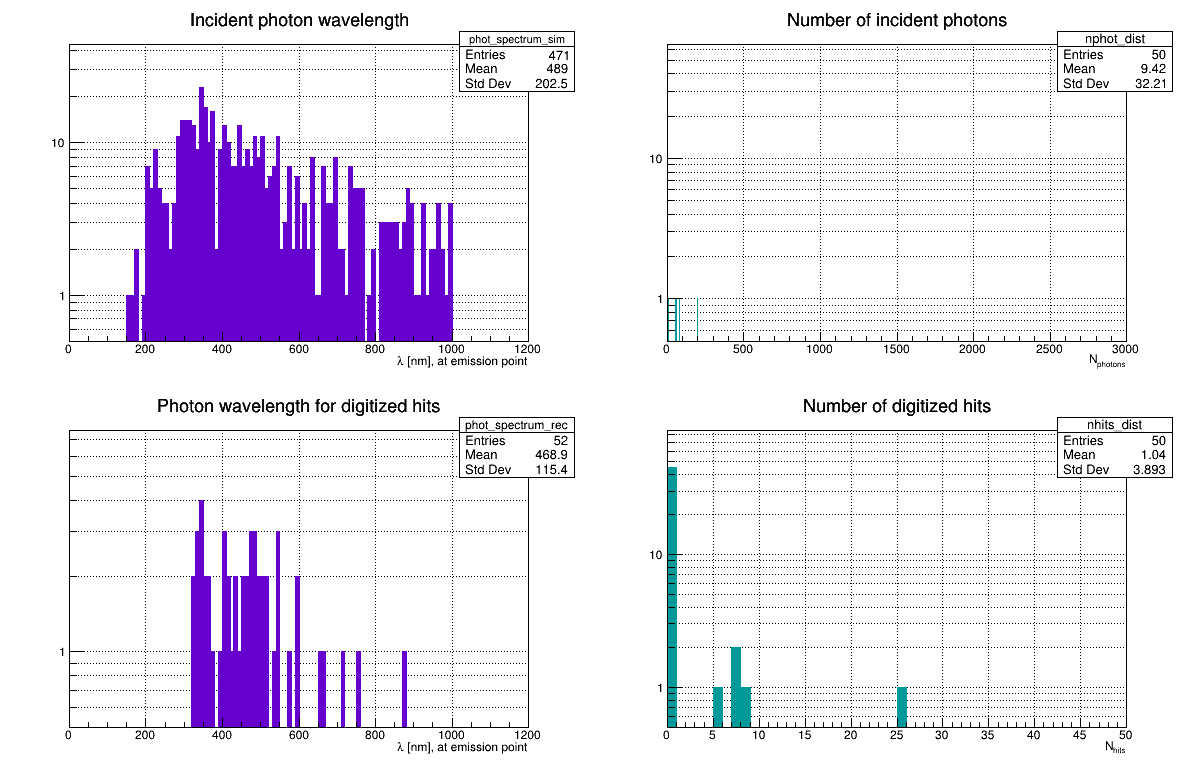 Incident photon wavelength
phot_spectrum_sim
Entries 471
Mean 489
Std Dev 202.5
10
1
0 200 400 600 800 1000 1200
λ [nm], at emission point
Number of incident photons
nphot_dist
Entries 50
Mean 9.42
Std Dev 32.21
10
1
0 500 1000 1500 2000 2500 3000
Nphotons
Photon wavelength for digitized hits
phot_spectrum_rec
Entries 52
Mean 468.9
Std Dev 115.4
1
0 200 400 600 800 1000 1200
λ [nm], at emission point
Number of digitized hits
nhits_dist
Entries 50
Mean 1.04
Std Dev 3.893
10
1
0 5 10 15 20 25 30 35 40 45 50
Nhits